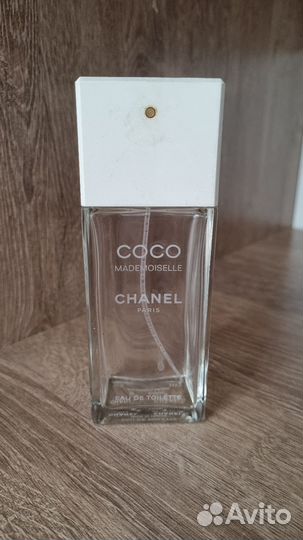 COCO
MADEMOISELLE
CHANEL
PARIS
EAU DE TOILETTE
Avito